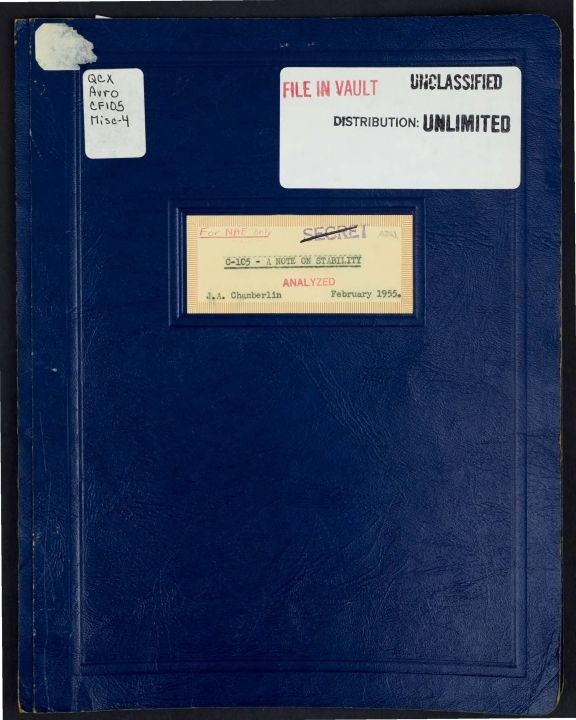 QCX
Avro
CF105
Misc-4
FILE IN VAULT
UNCLASSIFIED
DISTRIBUTION: UNLIMITED
For NAE only
SECRET
C-105 - A NOTE ON STABILITY
ANALYZED
J.A. Chamberlin February 1955.